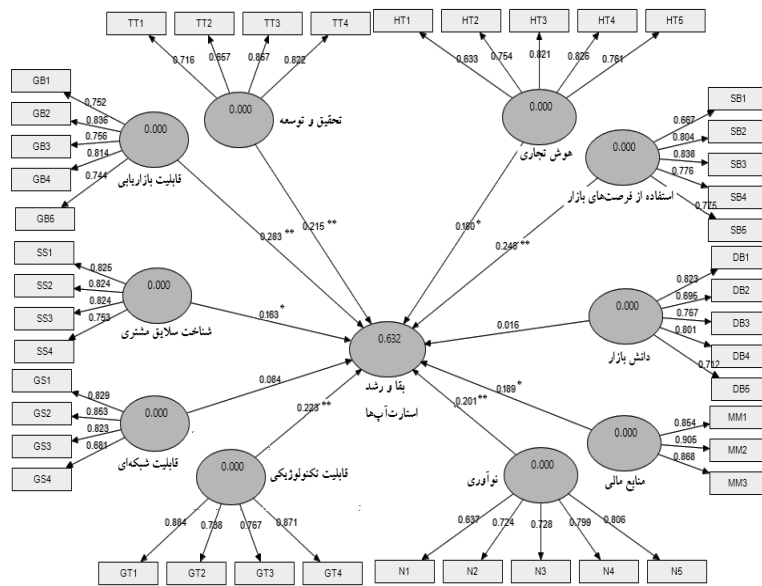 TT1 TT2 TT3 TT4
0.716 0.657 0.867 0.822
0.000
تحقیق و توسعه
HT1 HT2 HT3 HT4 HT5
0.633 0.754 0.821 0.826 0.761
0.000
هوش تجاری
GB1
GB2
GB3
GB4
GB5
0.752
0.836
0.756
0.814
0.744
0.000
قابلیت بازاریابی
SB1
SB2
SB3
SB4
SB5
0.667
0.804
0.838
0.776
0.775
0.000
استفاده از فرصت‌های بازار
0.283 **
0.215 **
0.180 *
0.246 **
SS1
SS2
SS3
SS4
0.825
0.824
0.824
0.753
0.000
شناخت سلایق مشتری
0.163 *
DB1
DB2
DB3
DB4
DB5
0.823
0.695
0.767
0.801
0.712
0.000
دانش بازار
0.016
0.632
بقا و رشد
استارت‌آپ‌ها
GS1
GS2
GS3
GS4
0.829
0.863
0.823
0.681
0.000
قابلیت شبکه‌ای
0.084
MM1
MM2
MM3
0.854
0.905
0.868
0.000
منابع مالی
0.189 *
0.223 **
0.201 **
0.000
قابلیت تکنولوژیکی
0.884 0.738 0.767 0.871
GT1 GT2 GT3 GT4
0.000
نوآوری
0.637 0.724 0.728 0.799 0.806
N1 N2 N3 N4 N5